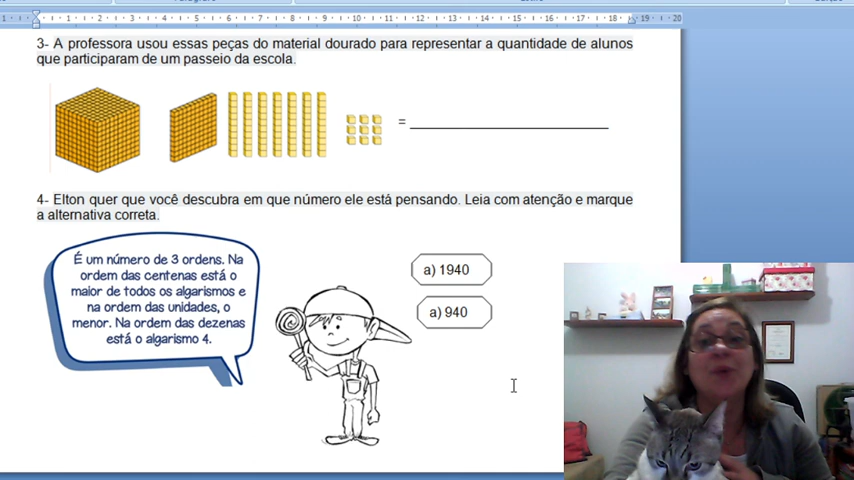 3- A professora usou essas peças do material dourado para representar a quantidade de alunos
que participaram de um passeio da escola.
= ____________________________
4- Elton quer que você descubra em que número ele está pensando. Leia com atenção e marque
a alternativa correta.
É um número de 3 ordens. Na
ordem das centenas está o
maior de todos os algarismos e
na ordem das unidades, o
menor. Na ordem das dezenas
está o algarismo 4.
a) 1940
a) 940